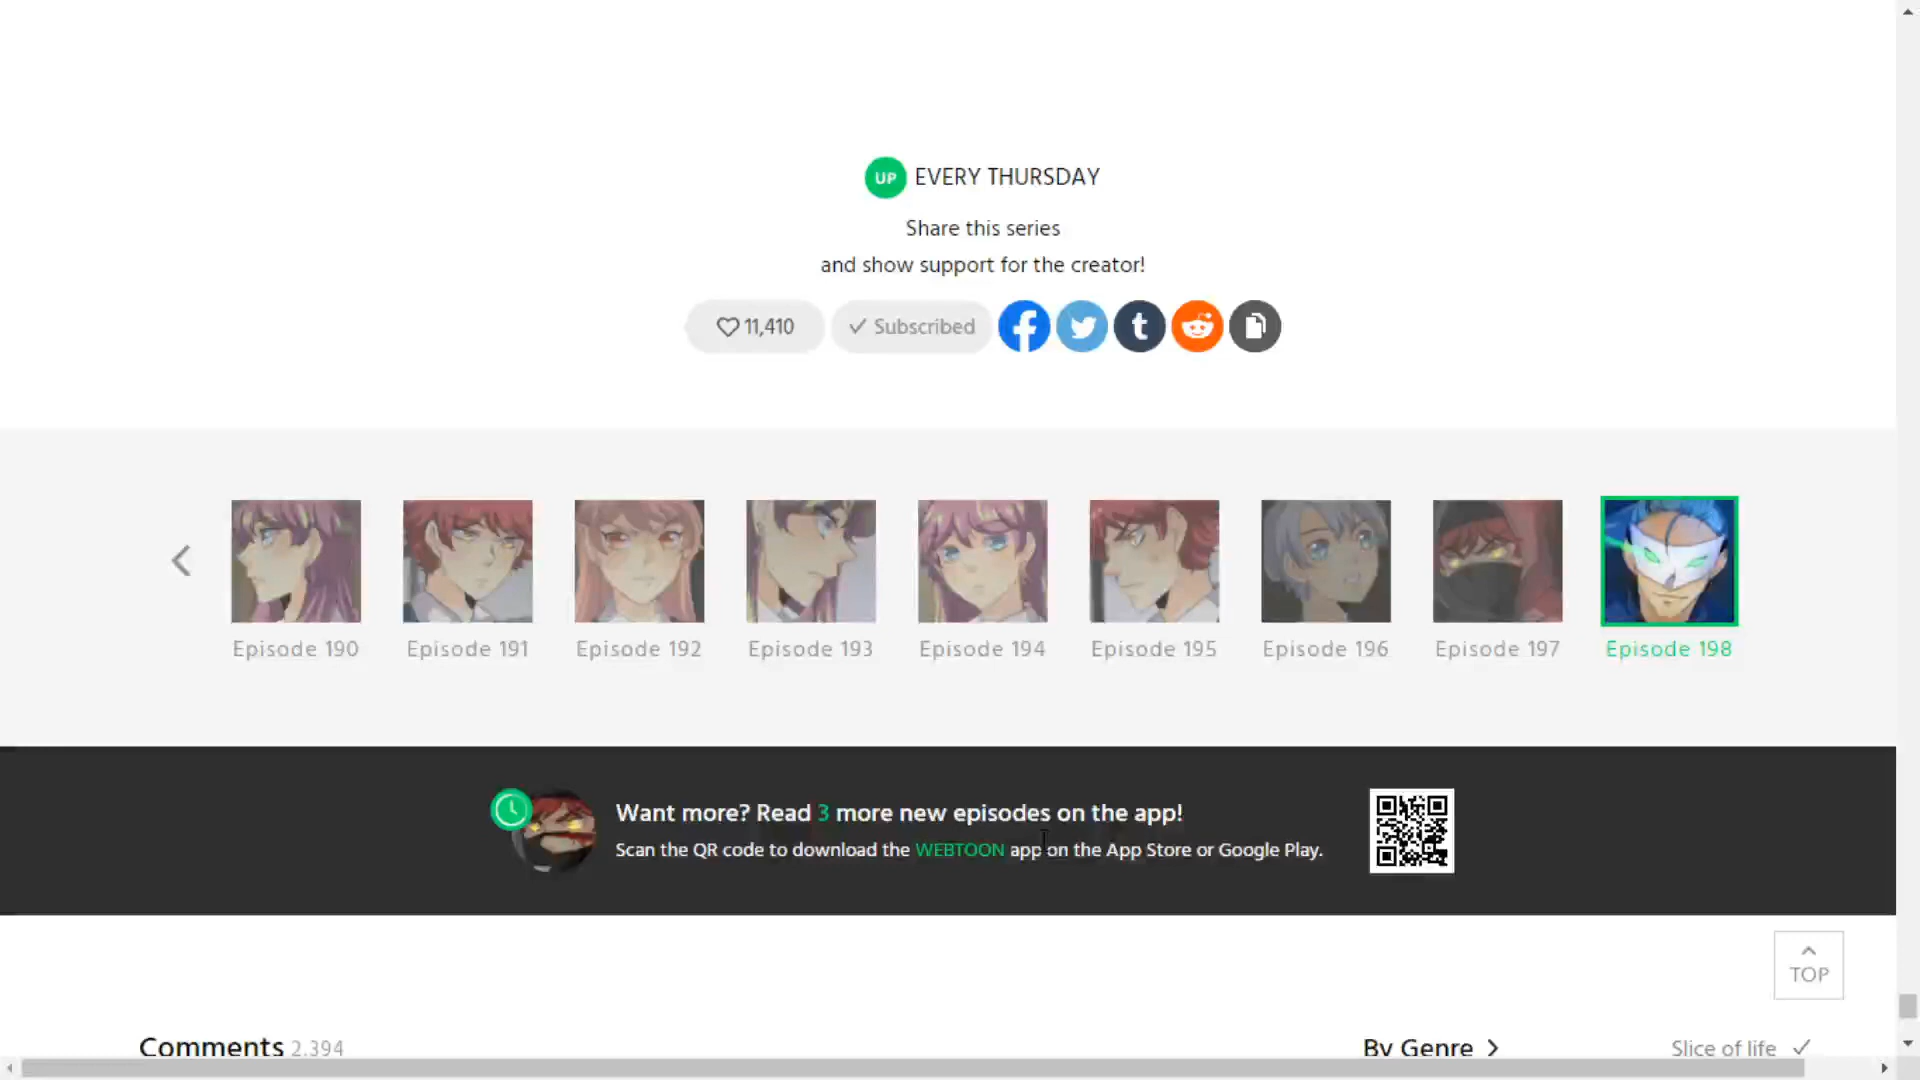 UP EVERY THURSDAY
Share this series
and show support for the creator!
11,410 Subscribed
Episode 190 Episode 191 Episode 192 Episode 193 Episode 194 Episode 195 Episode 196 Episode 197 Episode 198
Want more? Read 3 more new episodes on the app!
Scan the QR code to download the WEBTOON app on the App Store or Google Play.
TOP
Comments 2.394 By Genre Slice of life